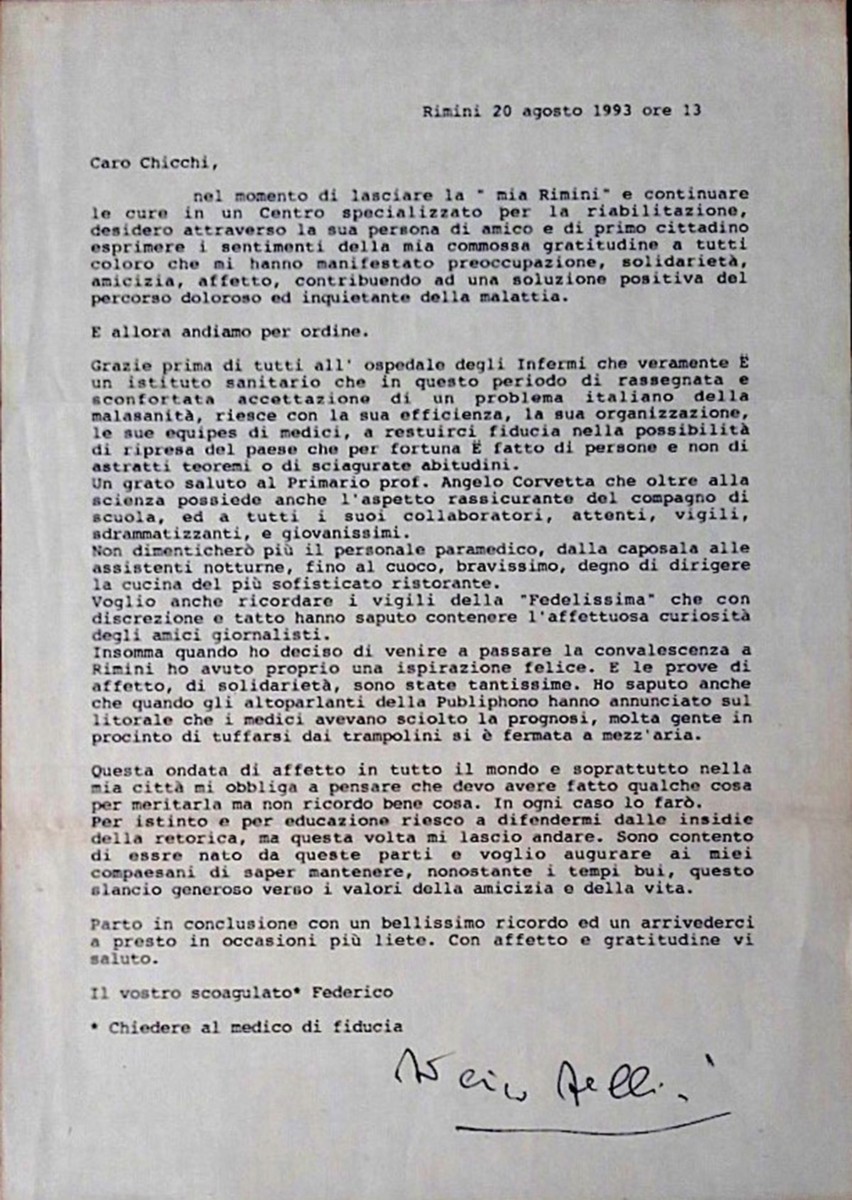 Rimini 20 agosto 1993 ore 13
Caro Chicchi,
nel momento di lasciare la " mia Rimini" e continuare
le cure in un Centro specializzato per la riabilitazione,
desidero attraverso la sua persona di amico e di primo cittadino
esprimere i sentimenti della mia commossa gratitudine a tutti
coloro che mi hanno manifestato preoccupazione, solidarietà,
amicizia, affetto, contribuendo ad una soluzione positiva del
percorso doloroso ed inquietante della malattia.
E allora andiamo per ordine.
Grazie prima di tutti all' ospedale degli Infermi che veramente Ë
un istituto sanitario che in questo periodo di rassegnata e
sconfortata accettazione di un problema italiano della
malasanità, riesce con la sua efficienza, la sua organizzazione,
le sue equipes di medici, a restuirci fiducia nella possibilità
di ripresa del paese che per fortuna Ë fatto di persone e non di
astratti teoremi o di sciagurate abitudini.
Un grato saluto al Primario prof. Angelo Corvetta che oltre alla
scienza possiede anche l'aspetto rassicurante del compagno di
scuola, ed a tutti i suoi collaboratori, attenti, vigili,
sdrammatizzanti, e giovanissimi.
Non dimenticherò più il personale paramedico, dalla caposala alle
assistenti notturne, fino al cuoco, bravissimo, degno di dirigere
la cucina del più sofisticato ristorante.
Voglio anche ricordare i vigili della "Fedelissima" che con
discrezione e tatto hanno saputo contenere l'affettuosa curiosità
degli amici giornalisti.
Insomma quando ho deciso di venire a passare la convalescenza a
Rimini ho avuto proprio una ispirazione felice. E le prove di
affetto, di solidarietà, sono state tantissime. Ho saputo anche
che quando gli altoparlanti della Publiphono hanno annunciato sul
litorale che i medici avevano sciolto la prognosi, molta gente in
procinto di tuffarsi dai trampolini si è fermata a mezz'aria.
Questa ondata di affetto in tutto il mondo e soprattutto nella
mia città mi obbliga a pensare che devo avere fatto qualche cosa
per meritarla ma non ricordo bene cosa. In ogni caso lo farò.
Per istinto e per educazione riesco a difendermi dalle insidie
della retorica, ma questa volta mi lascio andare. Sono contento
di essre nato da queste parti e voglio augurare ai miei
compaesani di saper mantenere, nonostante i tempi bui, questo
slancio generoso verso i valori della amicizia e della vita.
Parto in conclusione con un bellissimo ricordo ed un arrivederci
a presto in occasioni più liete. Con affetto e gratitudine vi
saluto.
Il vostro scoagulato* Federico
* Chiedere al medico di fiducia